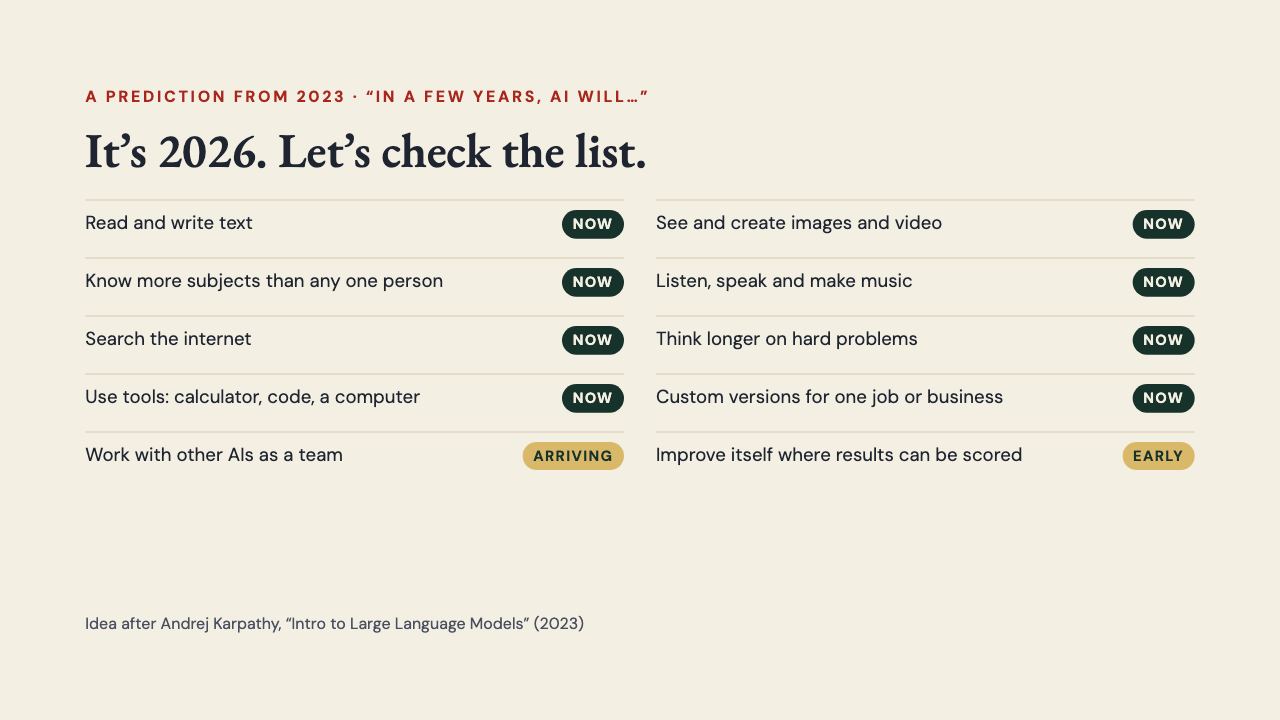 A PREDICTION FROM 2023 · “IN A FEW YEARS, AI WILL…”
It’s 2026. Let’s check the list.
Read and write text NOW
Know more subjects than any one person NOW
Search the internet NOW
Use tools: calculator, code, a computer NOW
Work with other AIs as a team ARRIVING
See and create images and video NOW
Listen, speak and make music NOW
Think longer on hard problems NOW
Custom versions for one job or business NOW
Improve itself where results can be scored EARLY
Idea after Andrej Karpathy, “Intro to Large Language Models” (2023)